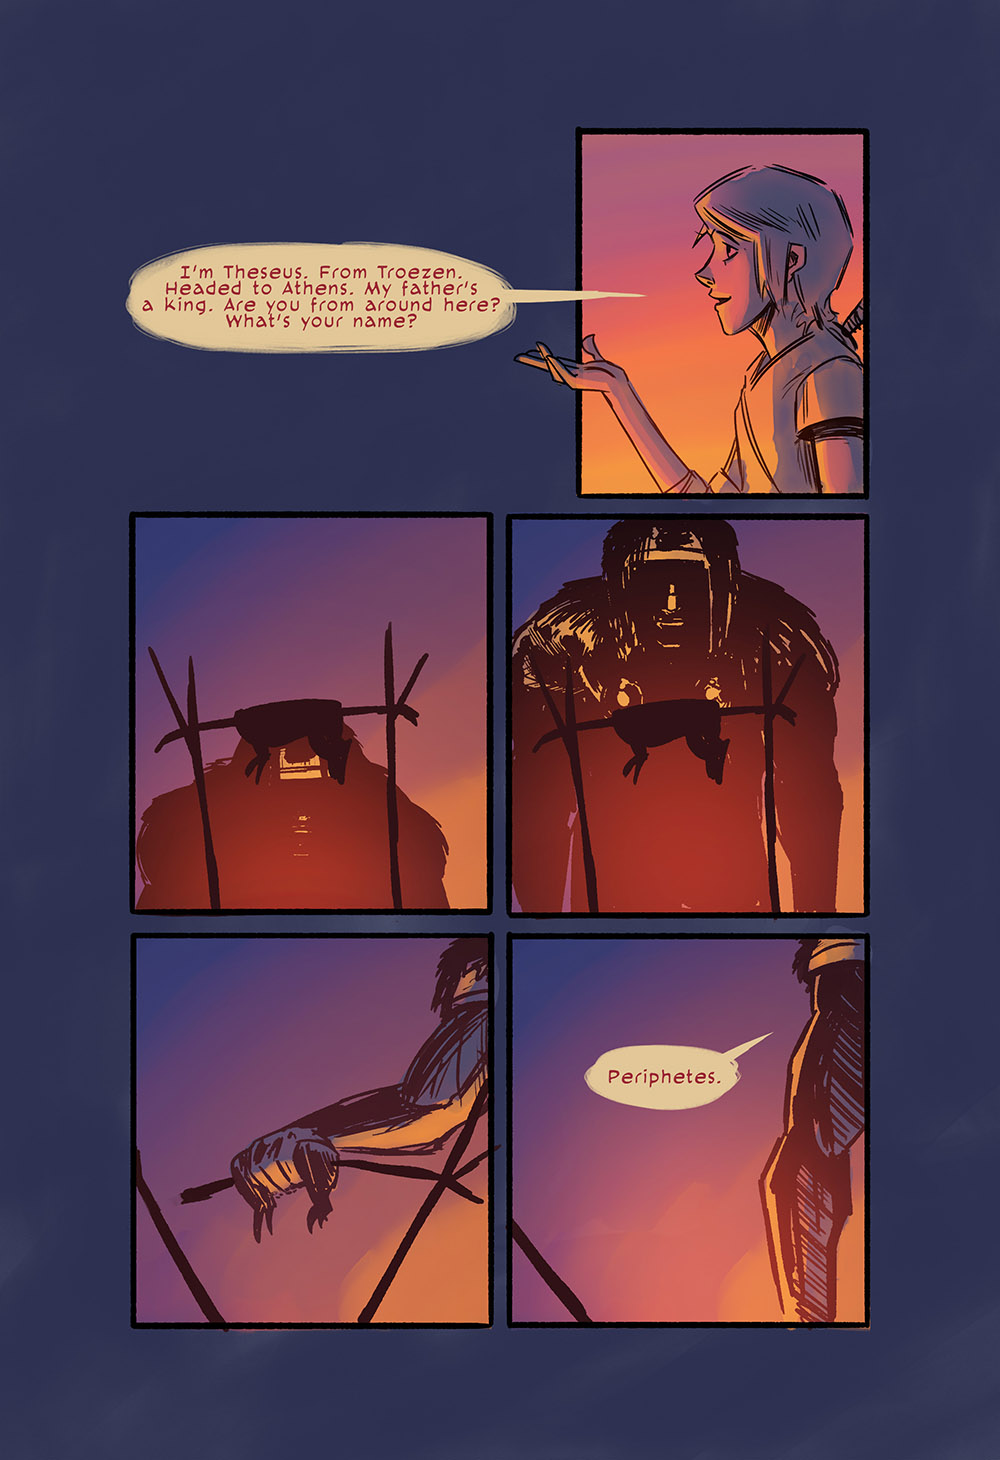 I'm Theseus. From Troezen.
Headed to Athens. My father's
a king. Are you from around here?
What's your name?
Periphetes.